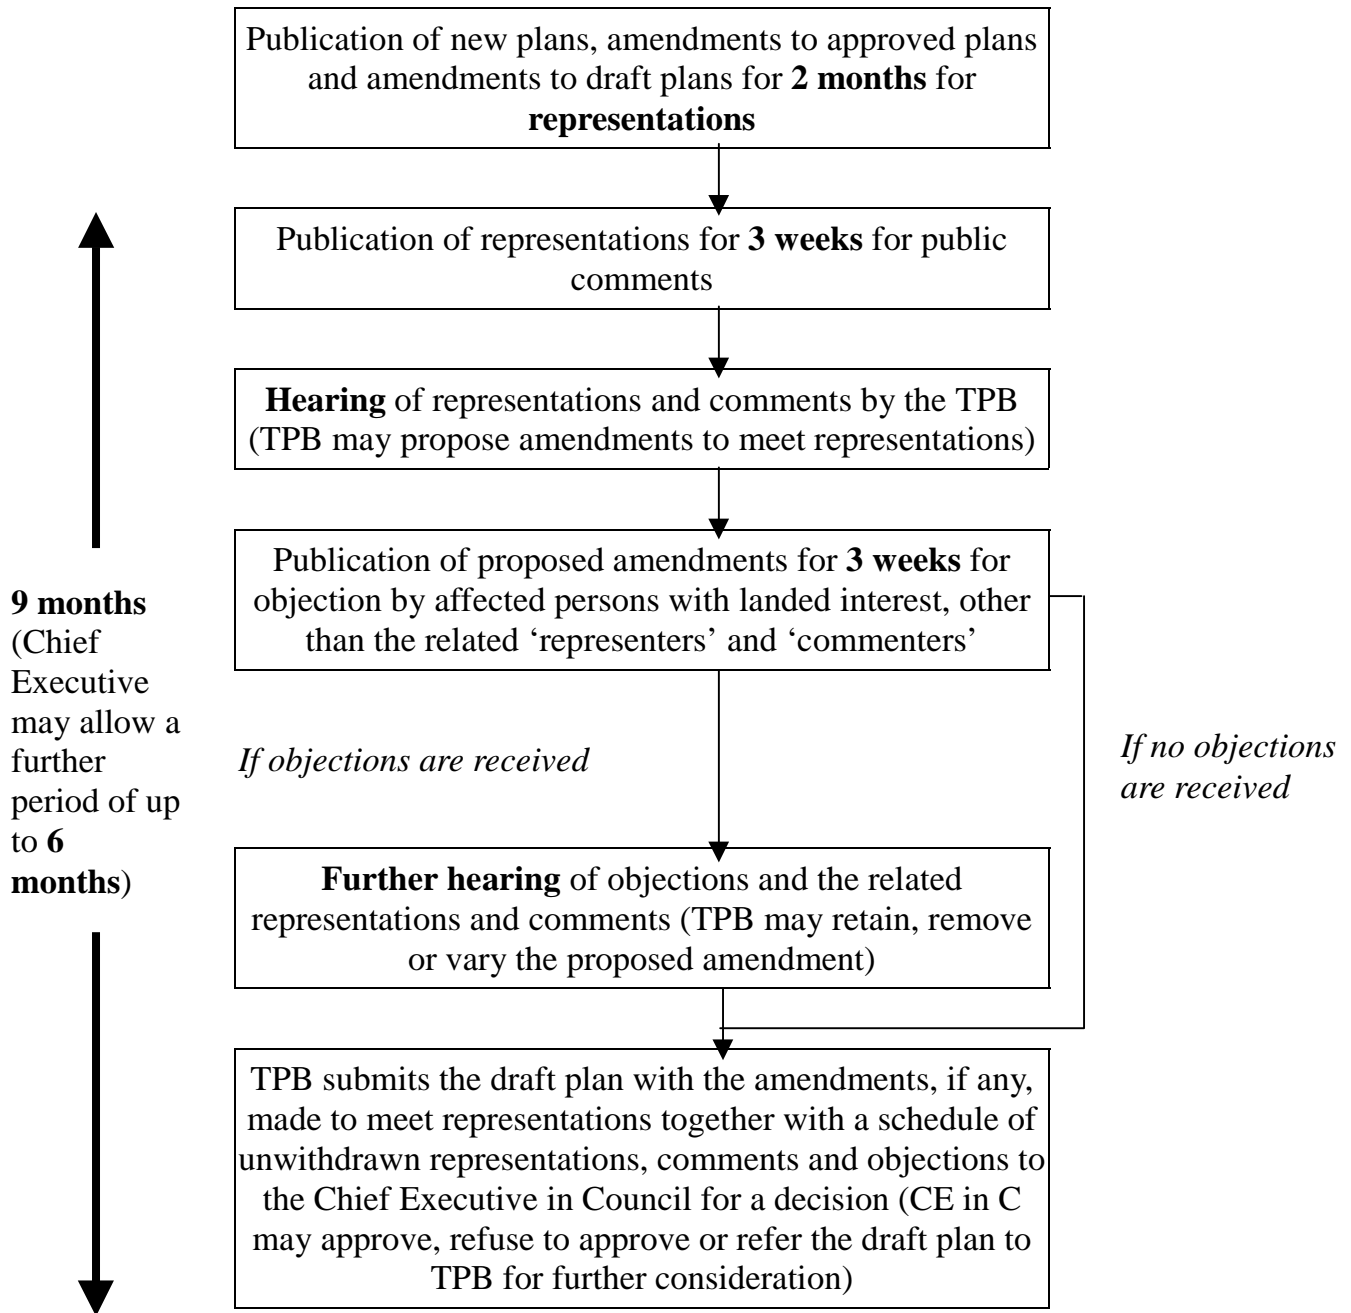 Publication of new plans, amendments to approved plans
and amendments to draft plans for 2 months for
representations
Publication of representations for 3 weeks for public
comments
Hearing of representations and comments by the TPB
(TPB may propose amendments to meet representations)
Publication of proposed amendments for 3 weeks for
objection by affected persons with landed interest, other
than the related ‘representers’ and ‘commenters’
9 months
(Chief
Executive
may allow a
further
period of up
to 6
months)
If objections are received
If no objections
are received
Further hearing of objections and the related
representations and comments (TPB may retain, remove
or vary the proposed amendment)
TPB submits the draft plan with the amendments, if any,
made to meet representations together with a schedule of
unwithdrawn representations, comments and objections to
the Chief Executive in Council for a decision (CE in C
may approve, refuse to approve or refer the draft plan to
TPB for further consideration)